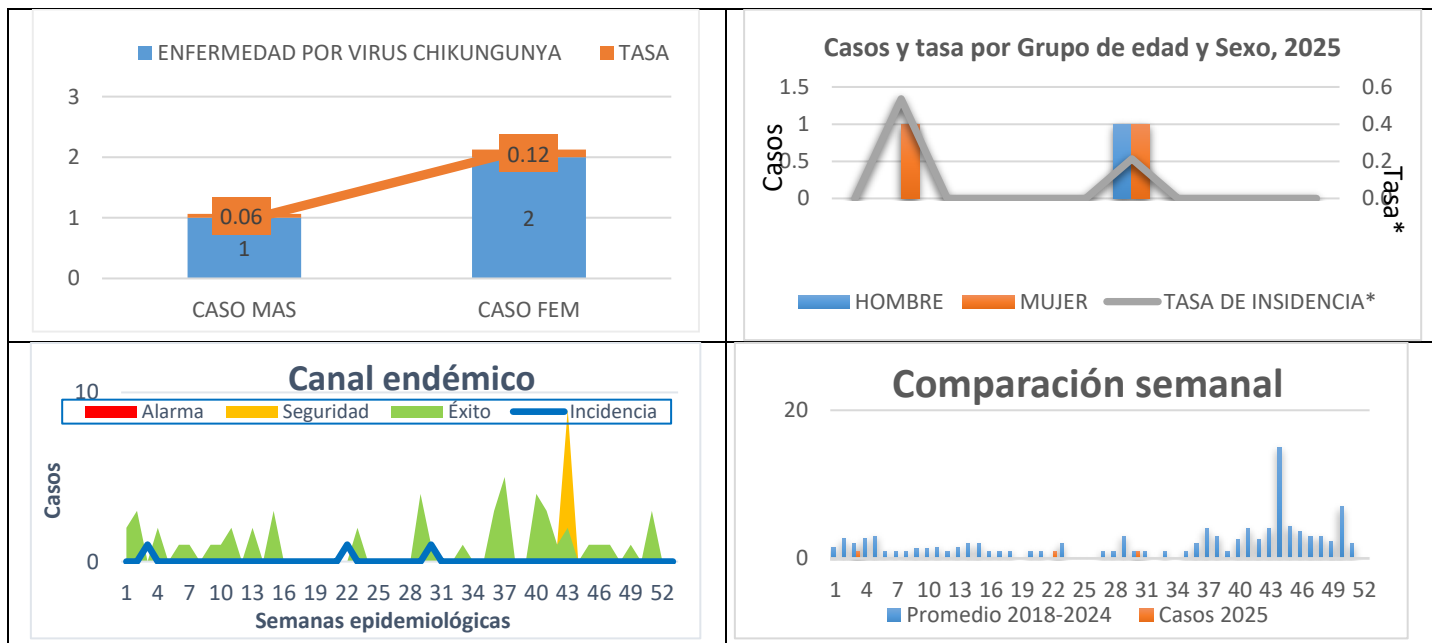 ENFERMEDAD POR VIRUS CHIKUNGUNYA TASA
3
2
1
0
0.06
1
0.12
2
CASO MAS CASO FEM
Casos y tasa por Grupo de edad y Sexo, 2025
1.5
1
0.5
0
Casos
0.6
0.4
0.2
0.0
Tasa*
HOMBRE MUJER TASA DE INSIDENCIA*
Canal endémico
10
Alarma Seguridad Éxito Incidencia
Casos
0
1 4 7 10 13 16 19 22 25 28 31 34 37 40 43 46 49 52
Semanas epidemiológicas
Comparación semanal
20
0
1 4 7 10 13 16 19 22 25 28 31 34 37 40 43 46 49 52
Promedio 2018-2024 Casos 2025